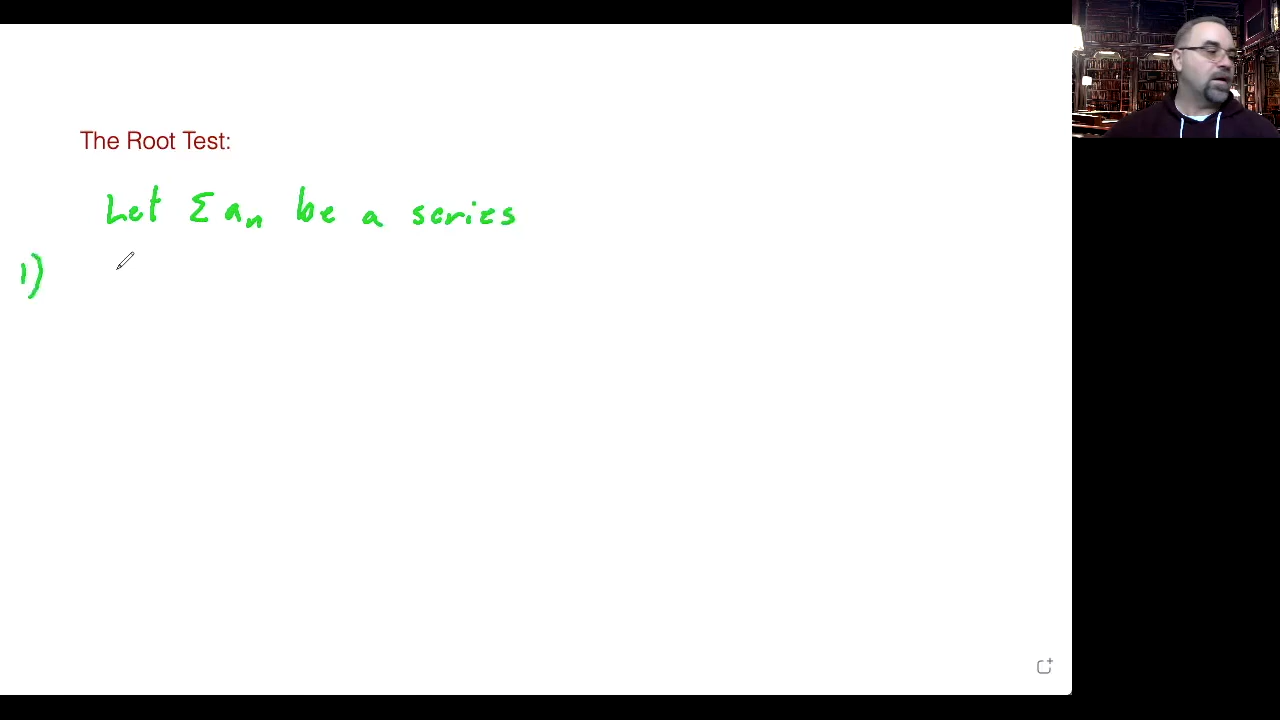 The Root Test:
Let Σ aₙ be a series
1)